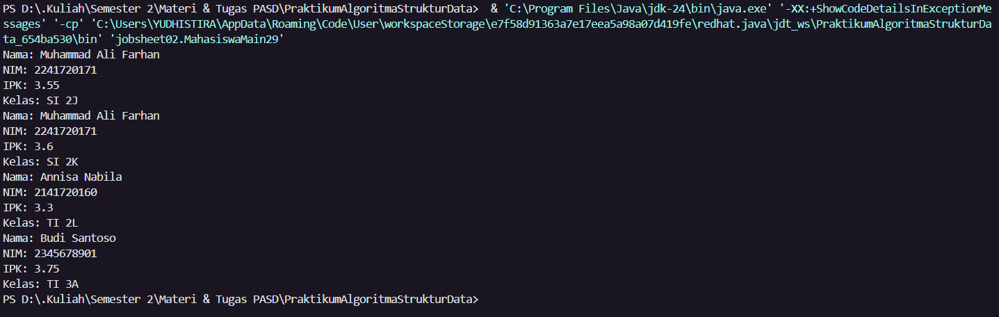 PS D:\.Kuliah\Semester 2\Materi & Tugas PASD\PraktikumAlgoritmaStrukturData>  & 'C:\Program Files\Java\jdk-24\bin\java.exe' '-XX:+ShowCodeDetailsInExceptionMe
ssages' '-cp' 'C:\Users\YUDHISTIRA\AppData\Roaming\Code\User\workspaceStorage\e7f58d91363a7e17eea5a98a07d419fe\redhat.java\jdt_ws\PraktikumAlgoritmaStrukturDa
ta_654ba530\bin' 'jobsheet02.MahasiswaMain29'
Nama: Muhammad Ali Farhan
NIM: 2241720171
IPK: 3.55
Kelas: SI 2J
Nama: Muhammad Ali Farhan
NIM: 2241720171
IPK: 3.6
Kelas: SI 2K
Nama: Annisa Nabila
NIM: 2141720160
IPK: 3.3
Kelas: TI 2L
Nama: Budi Santoso
NIM: 2345678901
IPK: 3.75
Kelas: TI 3A
PS D:\.Kuliah\Semester 2\Materi & Tugas PASD\PraktikumAlgoritmaStrukturData>